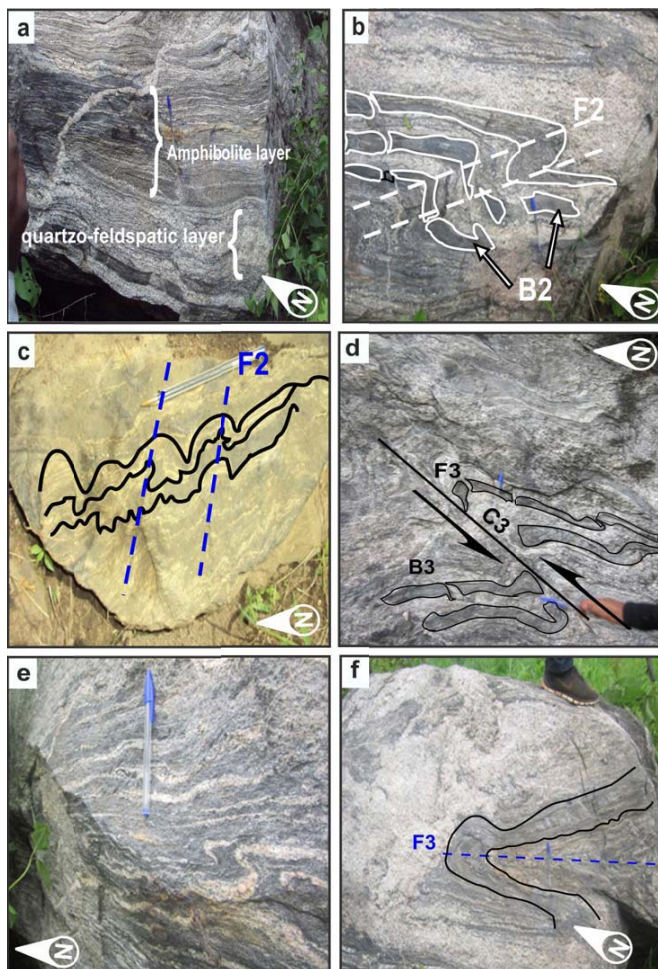 a
Amphibolite layer
quartzo-feldspatic layer
N
b
F2
B2
N
c
F2
N
d
N
F3
C3
B3
e
N
f
F3
N